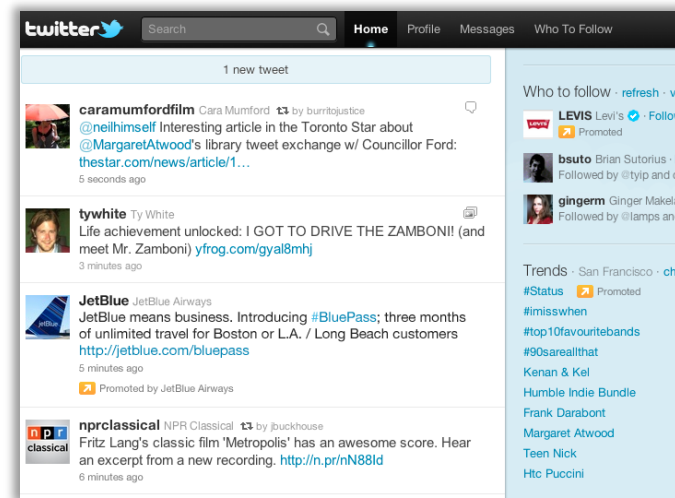 twitter Search Home Profile Messages Who To Follow
1 new tweet
caramumfordfilm Cara Mumford by burritojustice
@neilhimself Interesting article in the Toronto Star about
@MargaretAtwood's library tweet exchange w/ Councillor Ford:
thestar.com/news/article/1…
5 seconds ago
tywhite Ty White
Life achievement unlocked: I GOT TO DRIVE THE ZAMBONI! (and
meet Mr. Zamboni) yfrog.com/gyal8mhj
3 minutes ago
jetBlue
JetBlue JetBlue Airways
JetBlue means business. Introducing #BluePass; three months
of unlimited travel for Boston or L.A. / Long Beach customers
http://jetblue.com/bluepass
5 minutes ago
Promoted by JetBlue Airways
npr
classical
nprclassical NPR Classical by jbuckhouse
Fritz Lang's classic film 'Metropolis' has an awesome score. Hear
an excerpt from a new recording. http://n.pr/nN88Id
6 minutes ago
Who to follow · refresh · v
LEVIS Levi's · Follow
Promoted
bsuto Brian Sutorius ·
Followed by @tyip and
gingerm Ginger Makela
Followed by @lamps and
Trends · San Francisco · ch
#Status Promoted
#imisswhen
#top10favouritebands
#90sareallthat
Kenan & Kel
Humble Indie Bundle
Frank Darabont
Margaret Atwood
Teen Nick
Htc Puccini